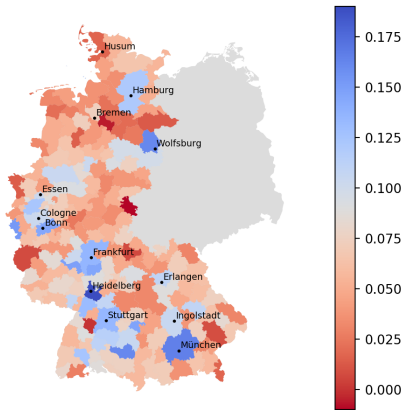 Husum
Hamburg
Bremen
Wolfsburg
Essen
Cologne
Bonn
Frankfurt
Erlangen
Heidelberg
Stuttgart
Ingolstadt
München
0.175
0.150
0.125
0.100
0.075
0.050
0.025
0.000